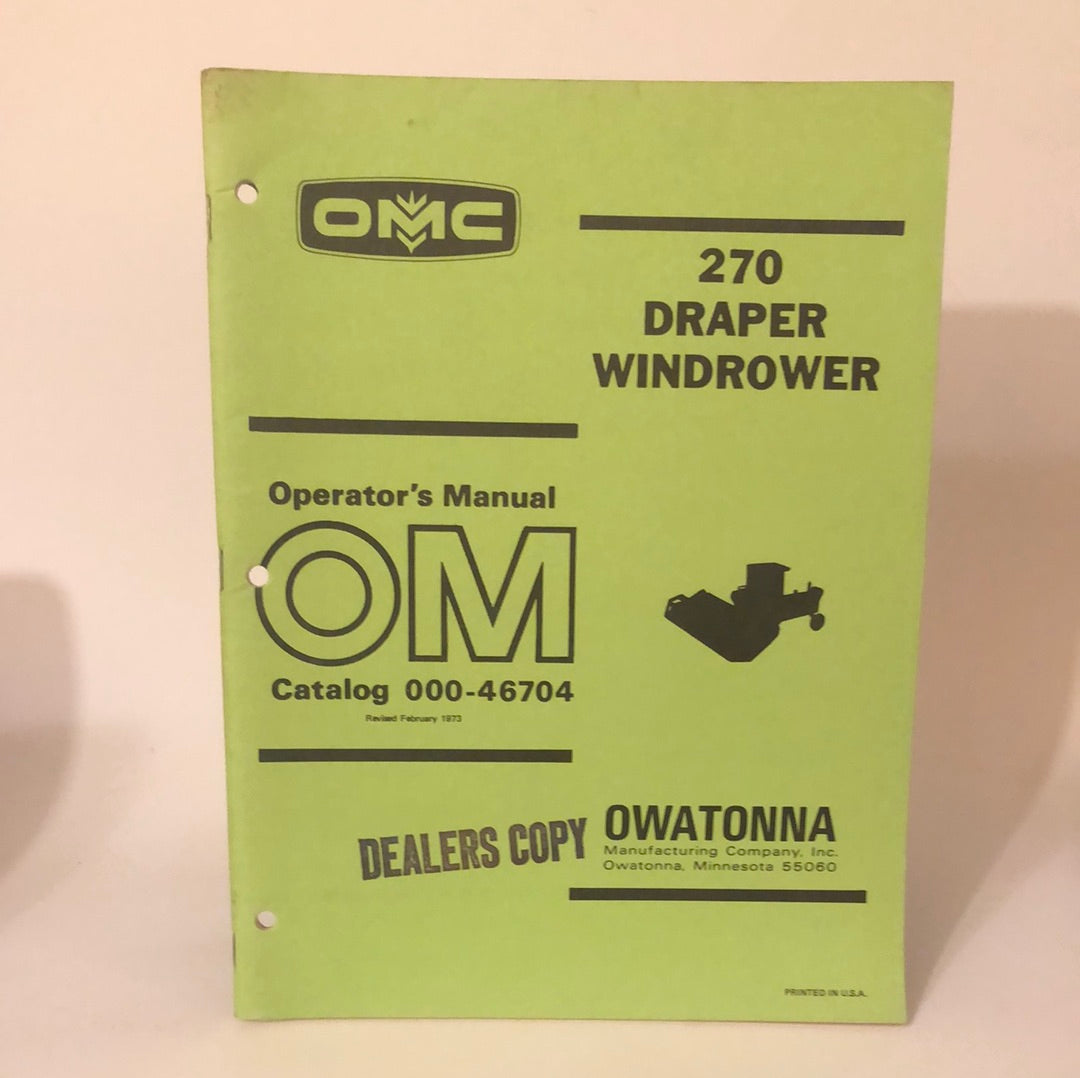 OMC
270
DRAPER
WINDROWER
Operator's Manual
OM
Catalog 000-46704
Revised February 1973
DEALERS COPY
OWATONNA
Manufacturing Company, Inc.
Owatonna, Minnesota 55060
PRINTED IN U.S.A.